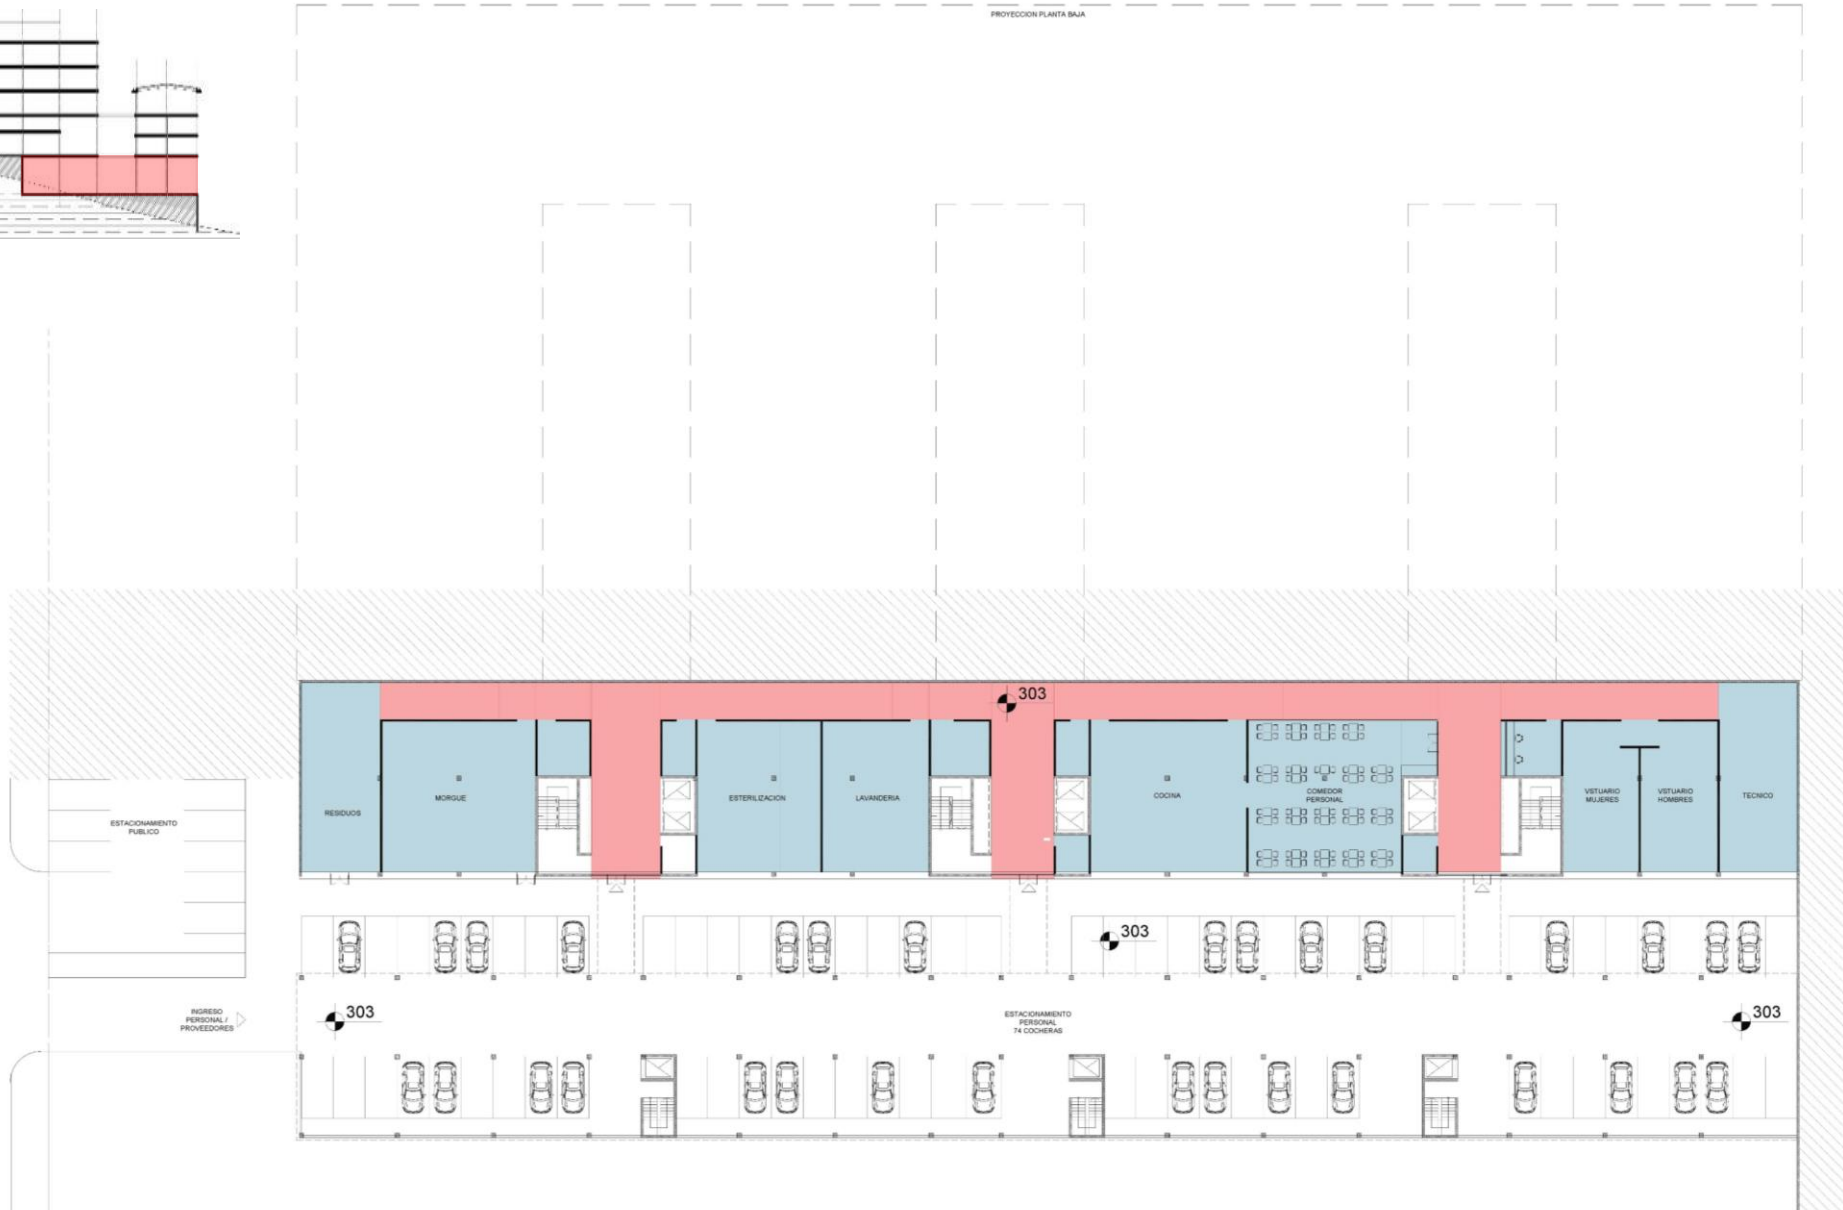 PROYECCION PLANTA BAJA
303
RESIDUOS
MORGUE
ESTERILIZACION
LAVANDERIA
COCINA
COMEDOR
PERSONAL
VSTUARIO
MUJERES
VSTUARIO
HOMBRES
TECNICO
ESTACIONAMIENTO
PUBLICO
303
INGRESO
PERSONAL /
PROVEEDORES
303
ESTACIONAMIENTO
PERSONAL
74 COCHERAS
303